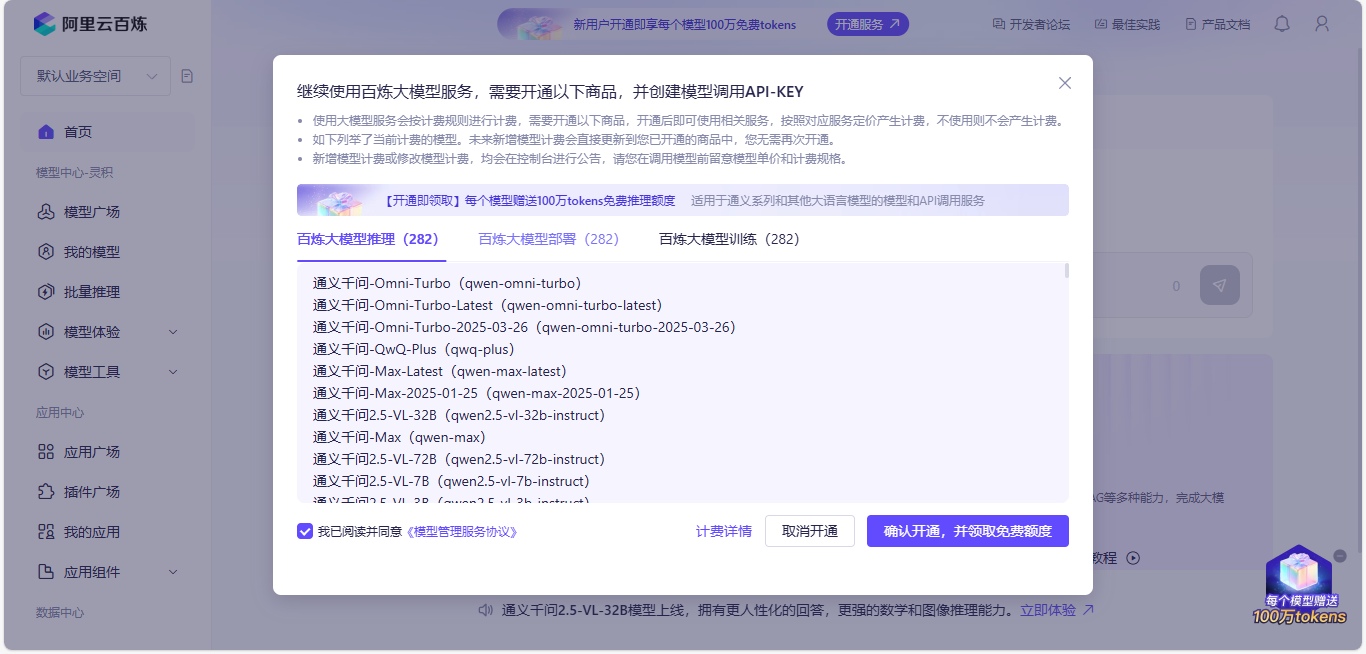 阿里云百炼
新用户开通即享每个模型100万免费tokens
开通服务
开发者论坛
最佳实践
产品文档
默认业务空间
首页
模型中心-灵积
模型广场
我的模型
批量推理
模型体验
模型工具
应用中心
应用广场
插件广场
我的应用
应用组件
数据中心
继续使用百炼大模型服务，需要开通以下商品，并创建模型调用API-KEY
使用大模型服务会按计费规则进行计费，需要开通以下商品，开通后即可使用相关服务，按照对应服务定价产生计费，不使用则不会产生计费。
如下列举了当前计费的模型。未来新增模型计费会直接更新到您已开通的商品中，您无需再次开通。
新增模型计费或修改模型计费，均会在控制台进行公告，请您在调用模型前留意模型单价和计费规格。
【开通即领取】每个模型赠送100万tokens免费推理额度 适用于通义系列和其他大语言模型的模型和API调用服务
百炼大模型推理（282） 百炼大模型部署（282） 百炼大模型训练（282）
通义千问-Omni-Turbo（qwen-omni-turbo）
通义千问-Omni-Turbo-Latest（qwen-omni-turbo-latest）
通义千问-Omni-Turbo-2025-03-26（qwen-omni-turbo-2025-03-26）
通义千问-QwQ-Plus（qwq-plus）
通义千问-Max-Latest（qwen-max-latest）
通义千问-Max-2025-01-25（qwen-max-2025-01-25）
通义千问2.5-VL-32B（qwen2.5-vl-32b-instruct）
通义千问-Max（qwen-max）
通义千问2.5-VL-72B（qwen2.5-vl-72b-instruct）
通义千问2.5-VL-7B（qwen2.5-vl-7b-instruct）
通义千问2.5-VL-3B（qwen2.5-vl-3b-instruct）
我已阅读并同意《模型管理服务协议》
计费详情
取消开通
确认开通，并领取免费额度
0
AG等多种能力，完成大模
教程
每个模型赠送
100万tokens
通义千问2.5-VL-32B模型上线，拥有更人性化的回答，更强的数学和图像推理能力。 立即体验